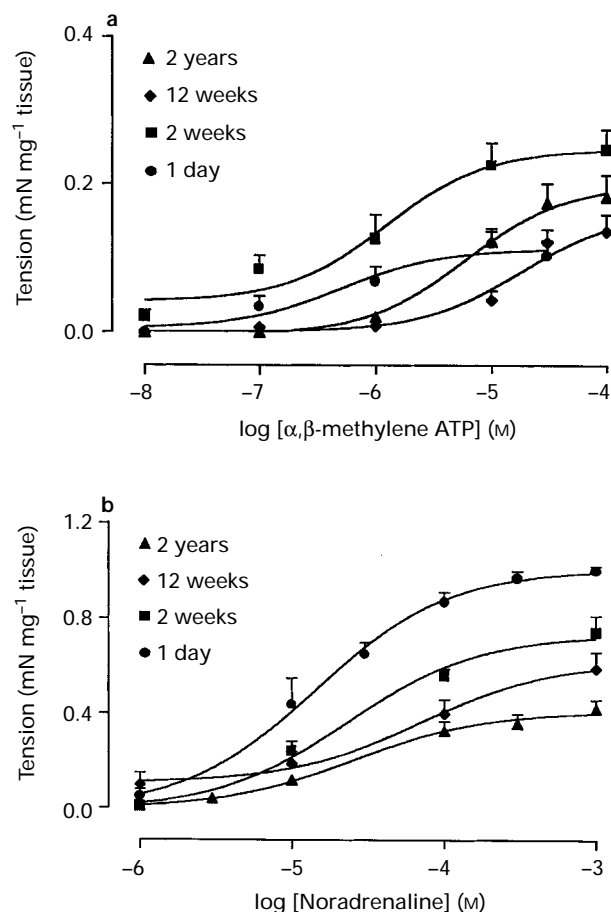 a
0.4
▲ 2 years
◆ 12 weeks
■ 2 weeks
● 1 day
0.2
0.0
Tension (mN mg⁻¹ tissue)
−8 −7 −6 −5 −4
log [α,β-methylene ATP] (M)
b
1.2
▲ 2 years
◆ 12 weeks
■ 2 weeks
● 1 day
0.8
0.4
0.0
Tension (mN mg⁻¹ tissue)
−6 −5 −4 −3
log [Noradrenaline] (M)